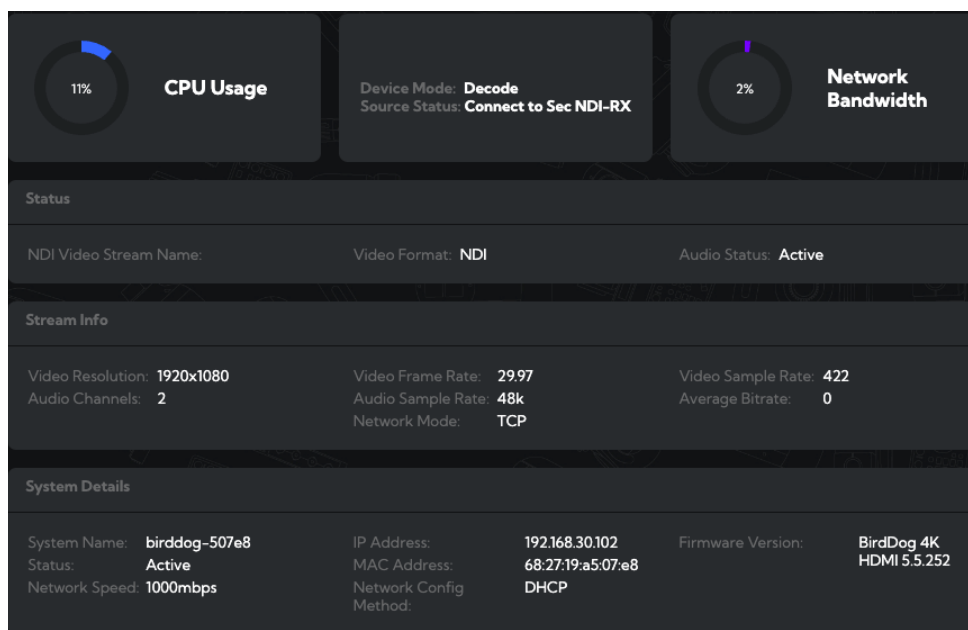 11%
CPU Usage
Device Mode: Decode
Source Status: Connect to Sec NDI-RX
2%
Network
Bandwidth
Status
NDI Video Stream Name:
Video Format: NDI
Audio Status: Active
Stream Info
Video Resolution: 1920x1080
Video Frame Rate: 29.97
Video Sample Rate: 422
Audio Channels: 2
Audio Sample Rate: 48k
Average Bitrate: 0
Network Mode: TCP
System Details
System Name: birddog-507e8
IP Address: 192.168.30.102
Firmware Version: BirdDog 4K
HDMI 5.5.252
Status: Active
MAC Address: 68:27:19:a5:07:e8
Network Speed: 1000mbps
Network Config DHCP
Method: